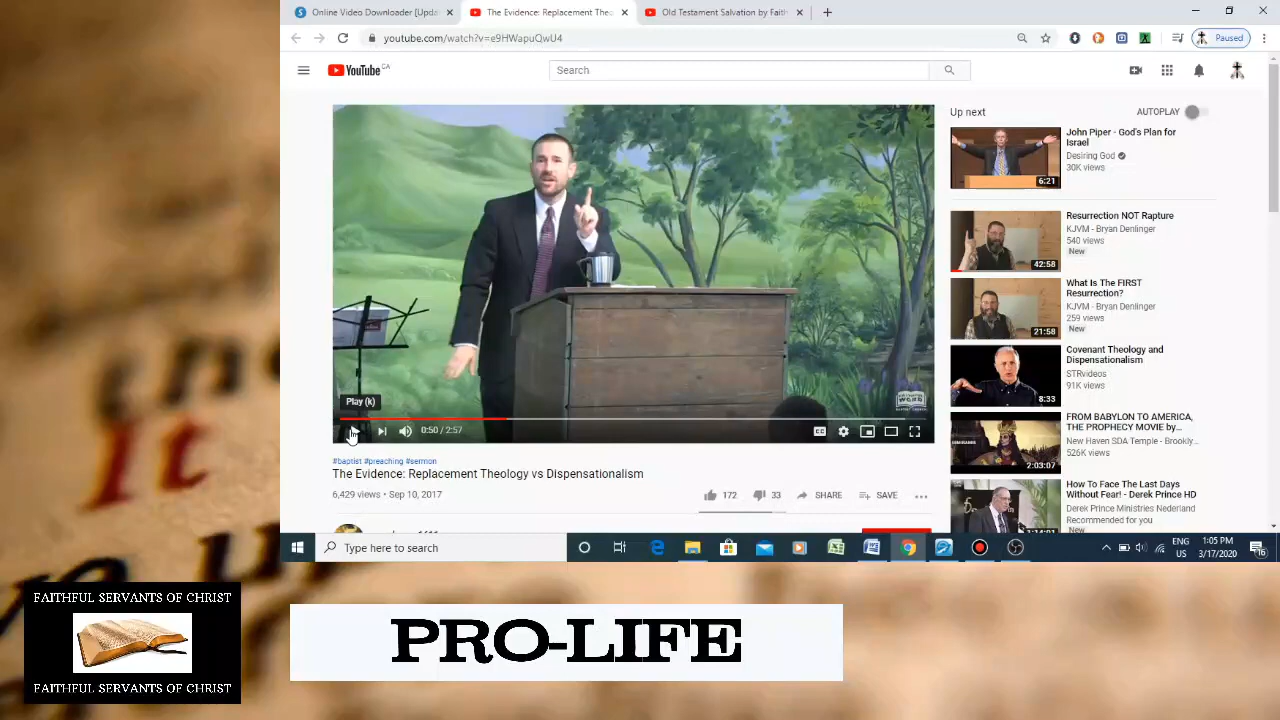 Online Video Downloader [Upda
The Evidence: Replacement Theo
Old Testament Salvation by Faith
youtube.com/watch?v=e9HWapuQwU4
Paused
YouTube CA
Search
Play (k)
0:50 / 2:57
#baptist #preaching #sermon
The Evidence: Replacement Theology vs Dispensationalism
6,429 views • Sep 10, 2017
172
33
SHARE
SAVE
Up next
AUTOPLAY
John Piper - God's Plan for
Israel
Desiring God
30K views
6:21
Resurrection NOT Rapture
KJVM - Bryan Denlinger
540 views
New
42:58
What Is The FIRST
Resurrection?
KJVM - Bryan Denlinger
259 views
New
21:58
Covenant Theology and
Dispensationalism
STRvideos
91K views
8:33
FROM BABYLON TO AMERICA,
THE PROPHECY MOVIE by...
New Haven SDA Temple - Brookly...
526K views
2:03:07
How To Face The Last Days
Without Fear! - Derek Prince HD
Derek Prince Ministries Nederland
Recommended for you
1:14:01
Type here to search
ENG
US
1:05 PM
3/17/2020
16
It
FAITHFUL SERVANTS OF CHRIST
FAITHFUL SERVANTS OF CHRIST
PRO-LIFE